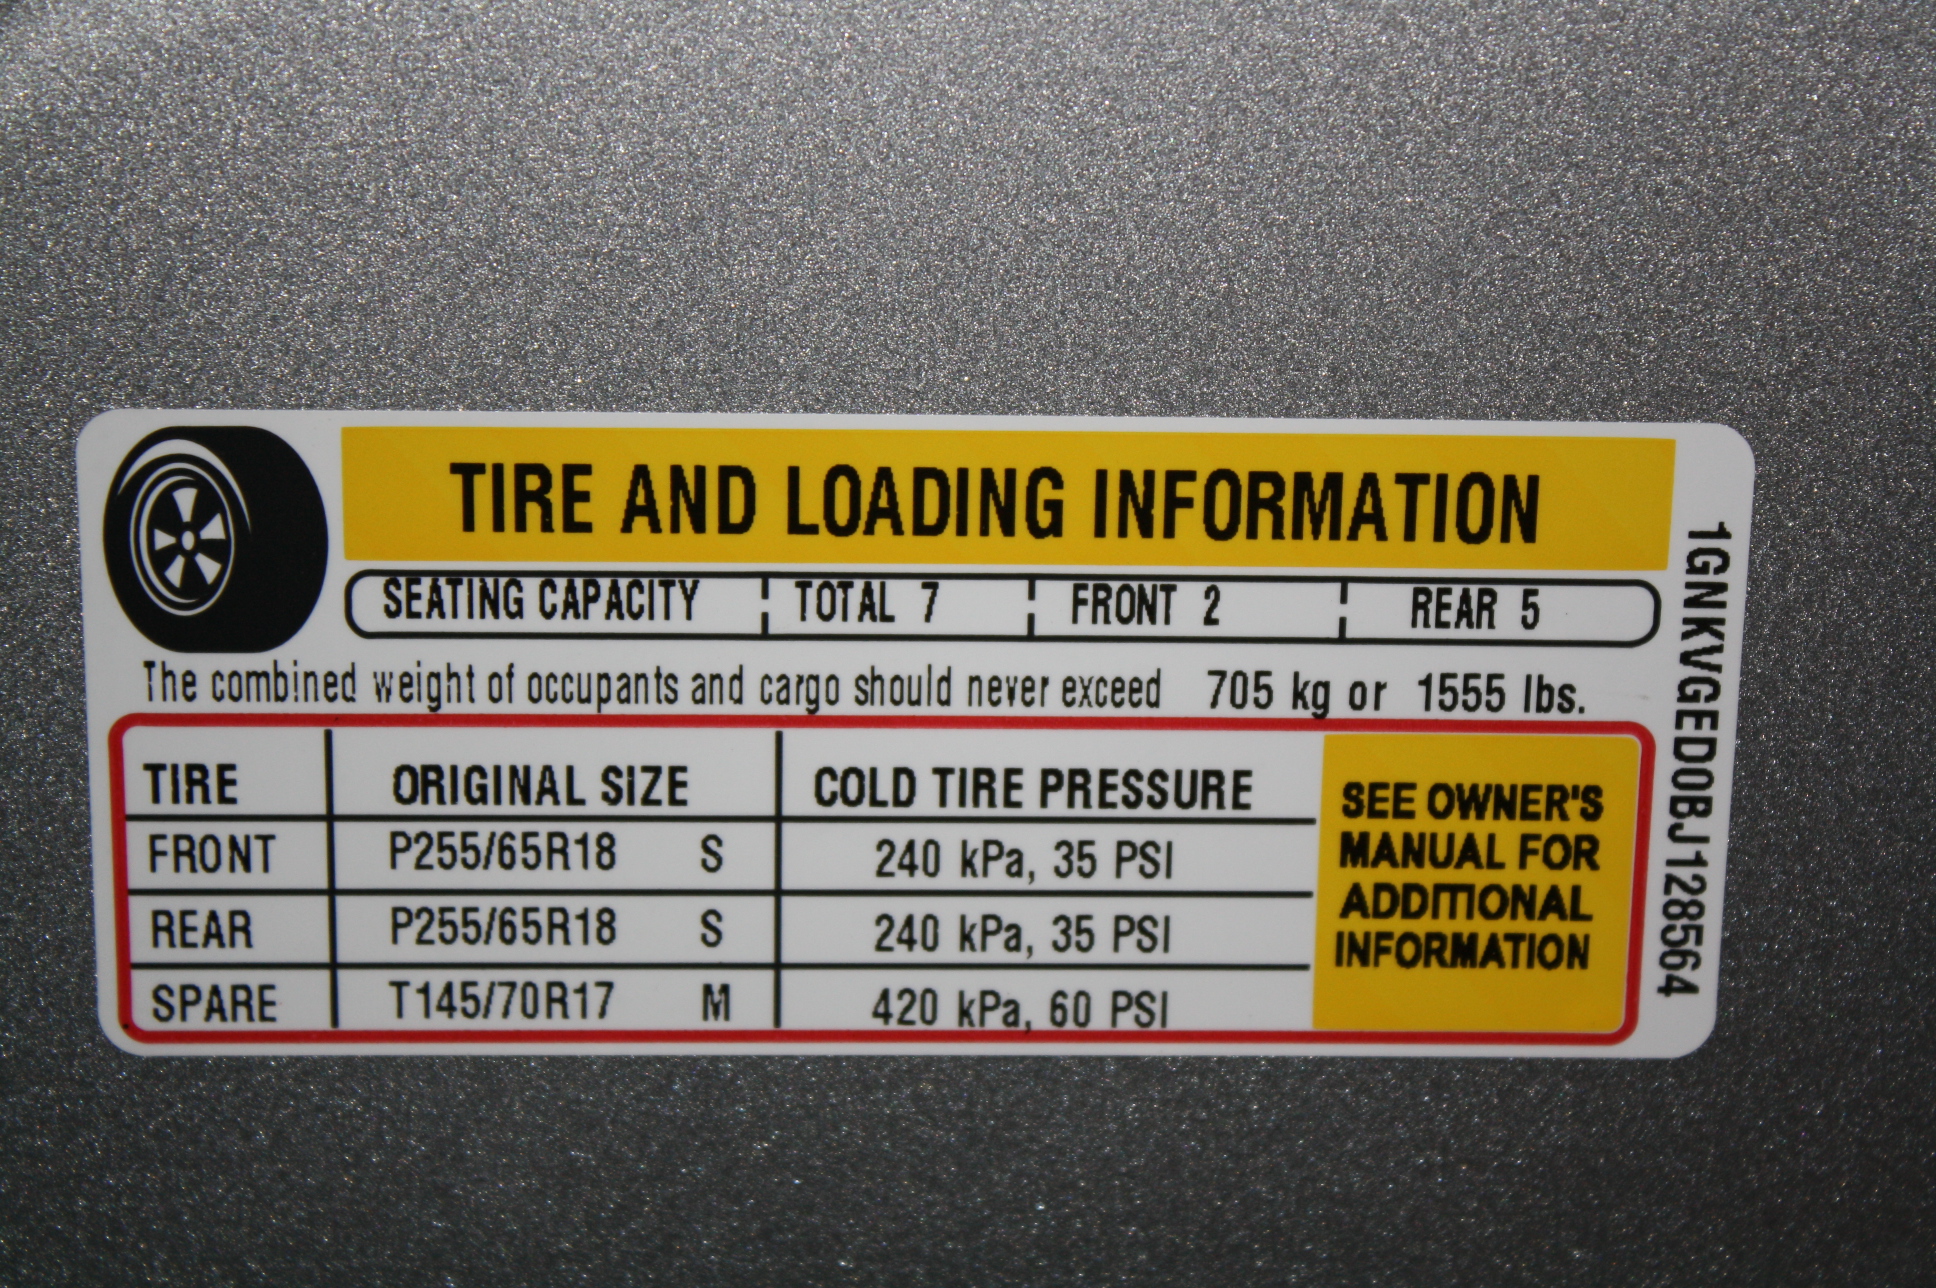 TIRE AND LOADING INFORMATION
SEATING CAPACITY TOTAL 7 FRONT 2 REAR 5
The combined weight of occupants and cargo should never exceed 705 kg or 1555 lbs.
TIRE ORIGINAL SIZE COLD TIRE PRESSURE
FRONT P255/65R18 S 240 kPa, 35 PSI
REAR P255/65R18 S 240 kPa, 35 PSI
SPARE T145/70R17 M 420 kPa, 60 PSI
SEE OWNER'S
MANUAL FOR
ADDITIONAL
INFORMATION
1GNKVGED0BJ128564